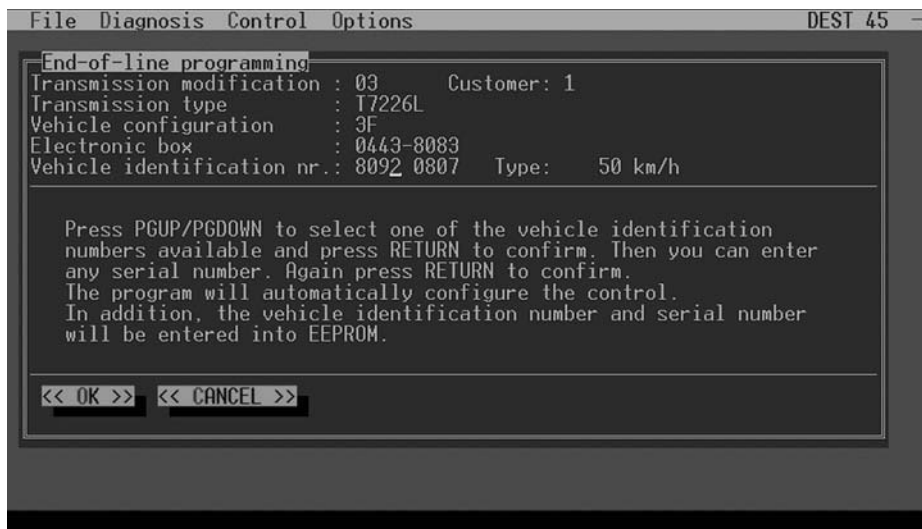 File Diagnosis Control Options DEST 45
End-of-line programming
Transmission modification : 03 Customer: 1
Transmission type : T7226L
Vehicle configuration : 3F
Electronic box : 0443-8083
Vehicle identification nr.: 8092 0807 Type: 50 km/h
Press PGUP/PGDOWN to select one of the vehicle identification
numbers available and press RETURN to confirm. Then you can enter
any serial number. Again press RETURN to confirm.
The program will automatically configure the control.
In addition, the vehicle identification number and serial number
will be entered into EEPROM.
<< OK >> << CANCEL >>